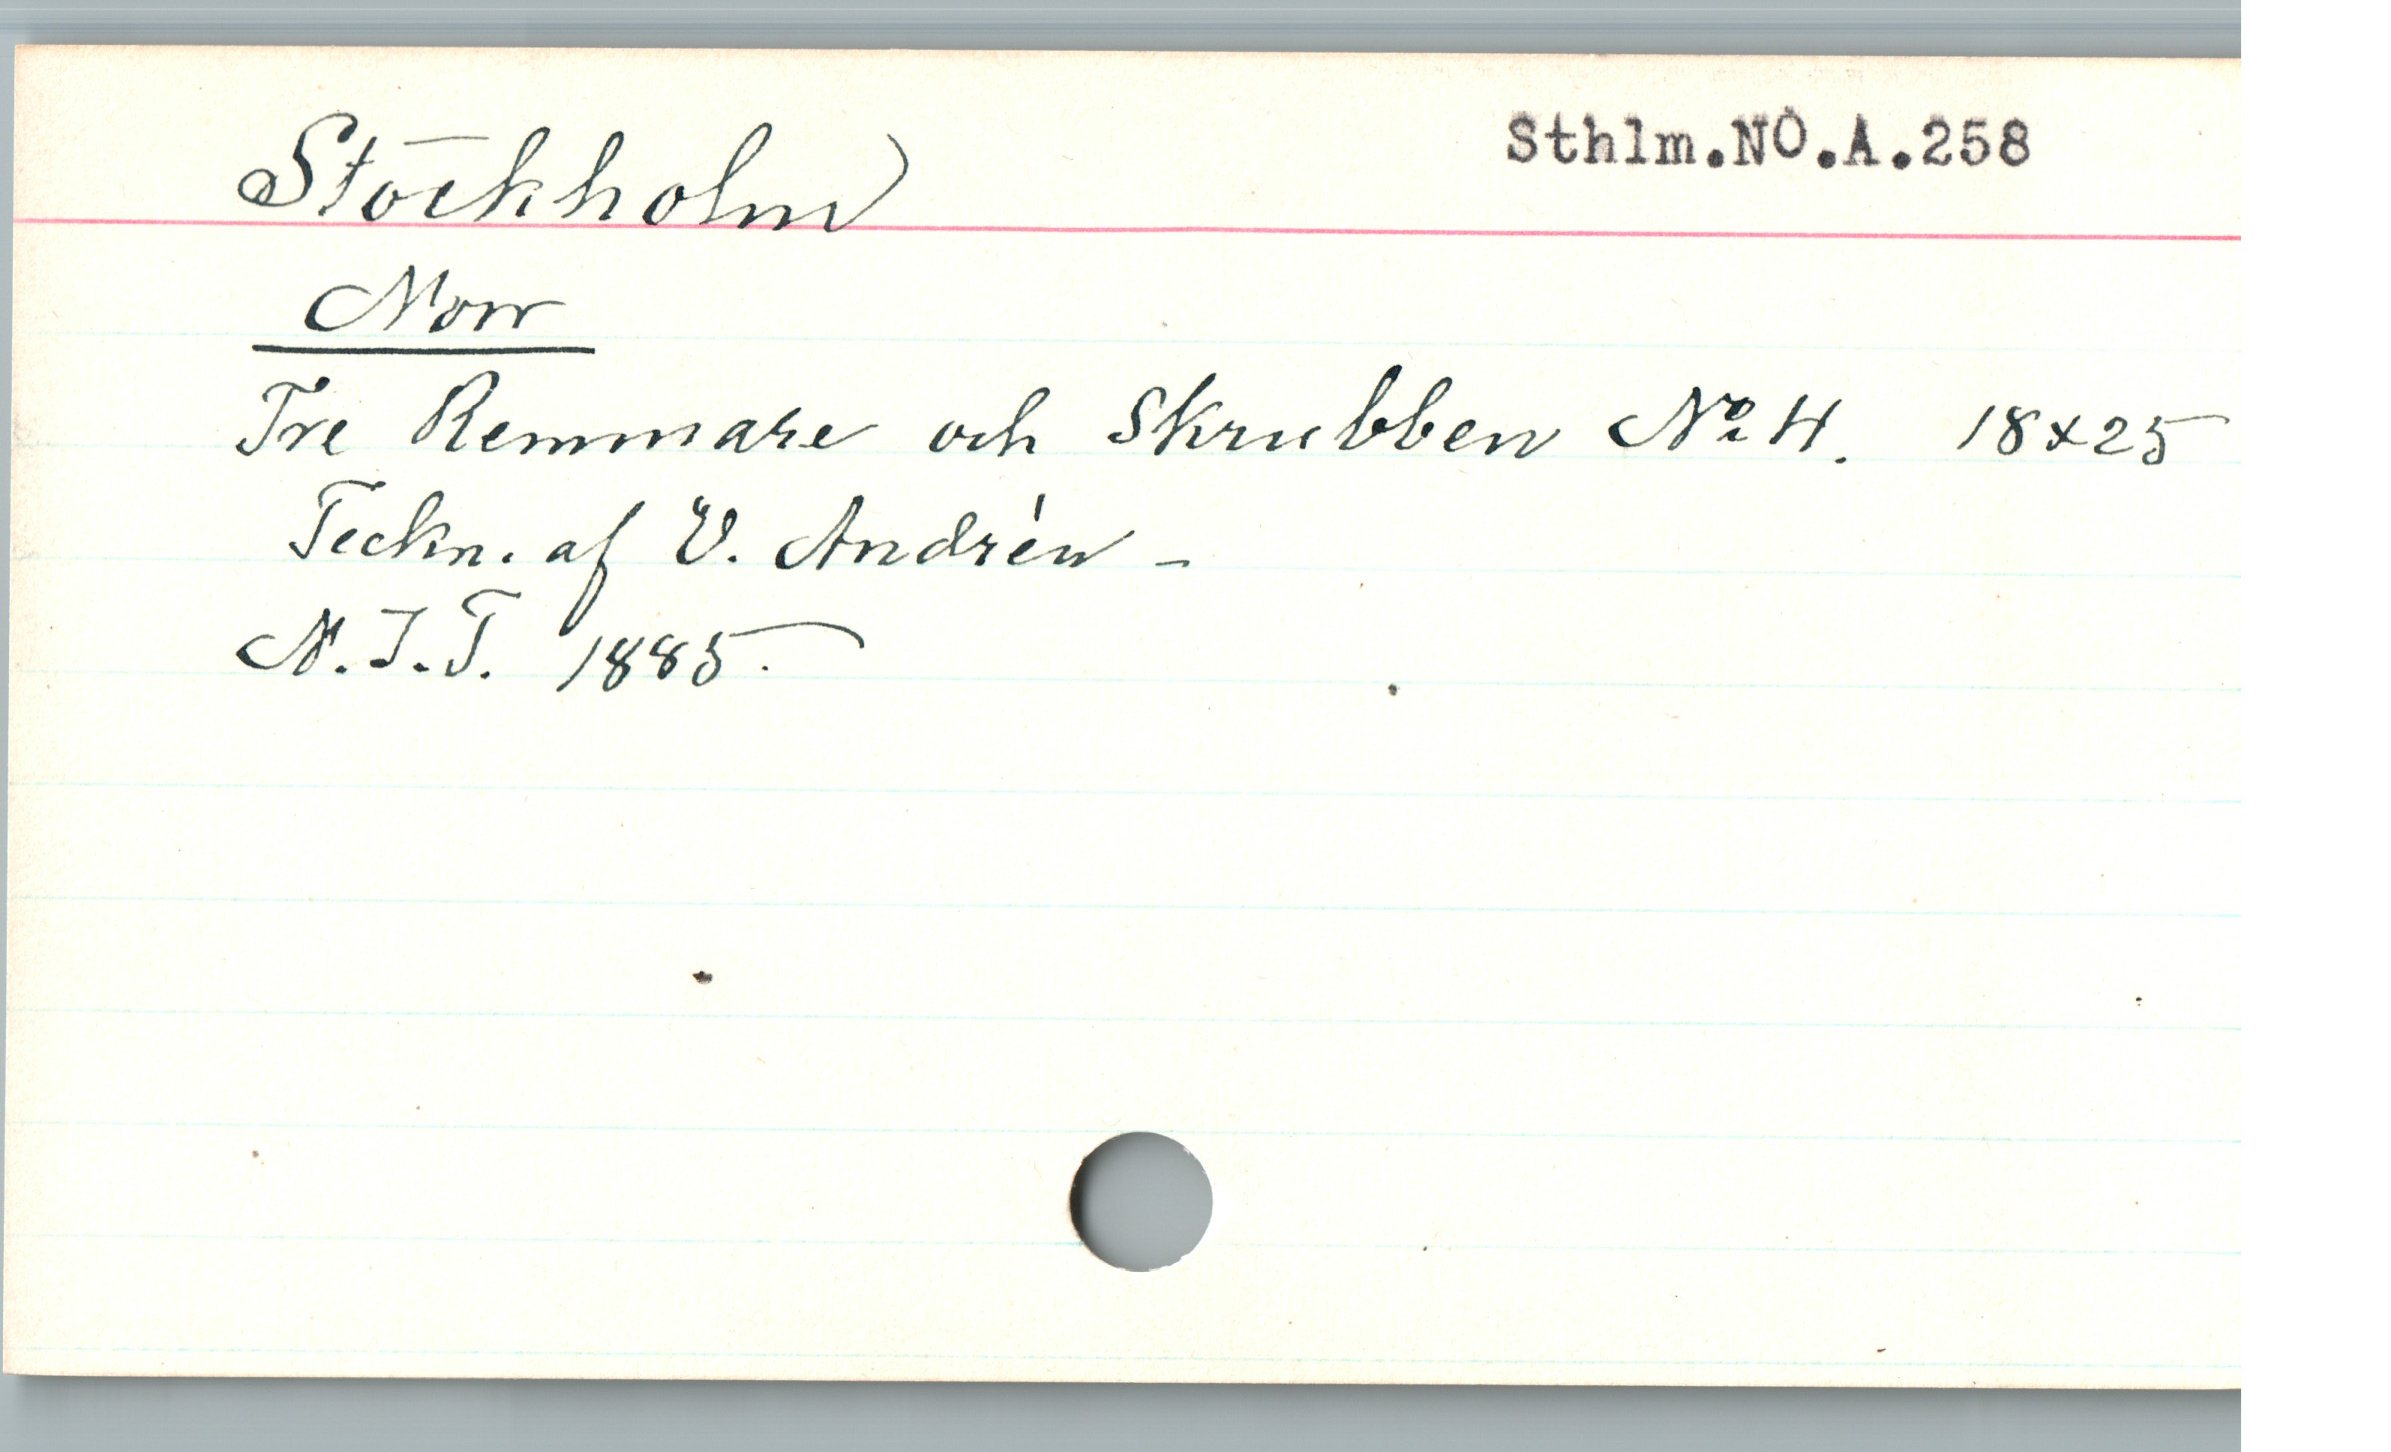 Stockholm
Sthlm.NO.A.258
Norr
Tre Remmare och Skrubben No 4. 18x25
Teckn. af V. Andrén -
N.I.T. 1885.